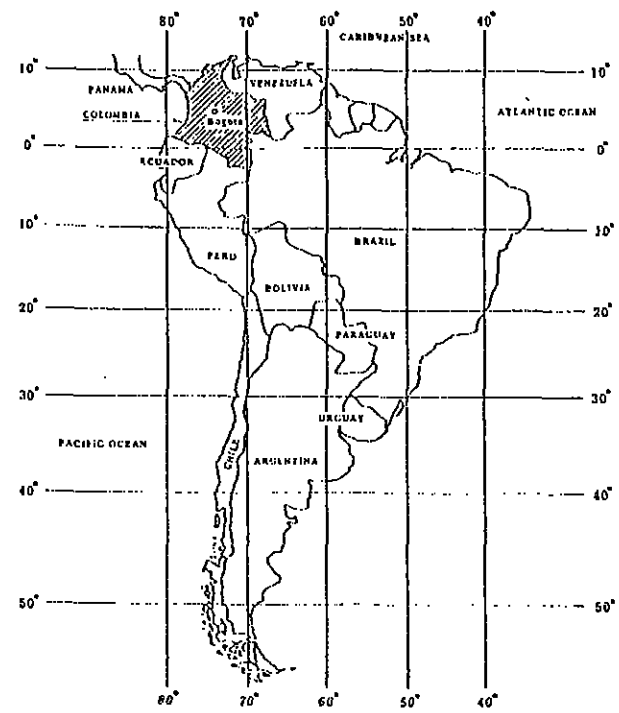 80° 70° 60° 50° 40°
CARIBBEAN SEA
10° 10°
PANAMA VENEZUELA
COLOMBIA Bogota ATLANTIC OCEAN
0° 0°
ECUADOR
10° 10°
PERU BRAZIL
BOLIVIA
20° 20°
PARAGUAY
30° 30°
URGUAY
PACIFIC OCEAN CHILE ARGENTINA
40° 40°
50° 50°
80° 70° 60° 50° 40°